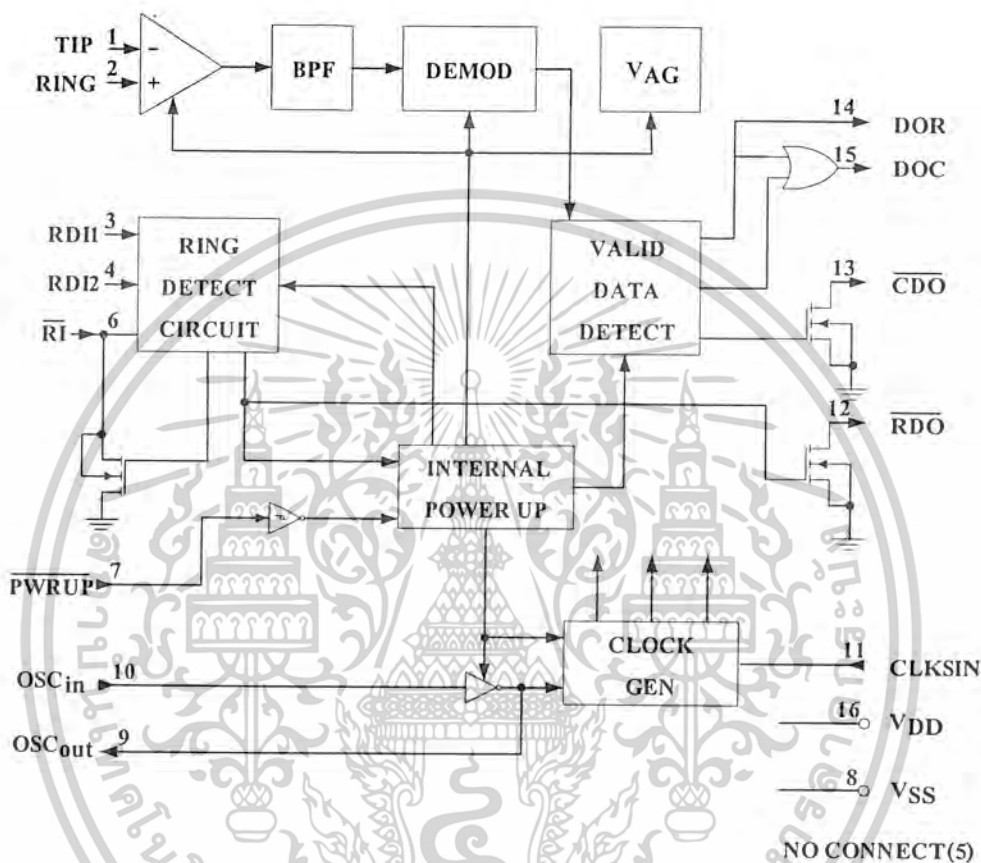 TIP 1 −
RING 2 +
BPF
DEMOD
VAG
14 DOR
15 DOC
RDI1 3
RDI2 4
RI 6
RING
DETECT
CIRCUIT
VALID
DATA
DETECT
13 CDO
12 RDO
INTERNAL
POWER UP
PWRUP 7
CLOCK
GEN
11 CLKSIN
OSCin 10
OSCout 9
16 VDD
8 VSS
NO CONNECT(5)